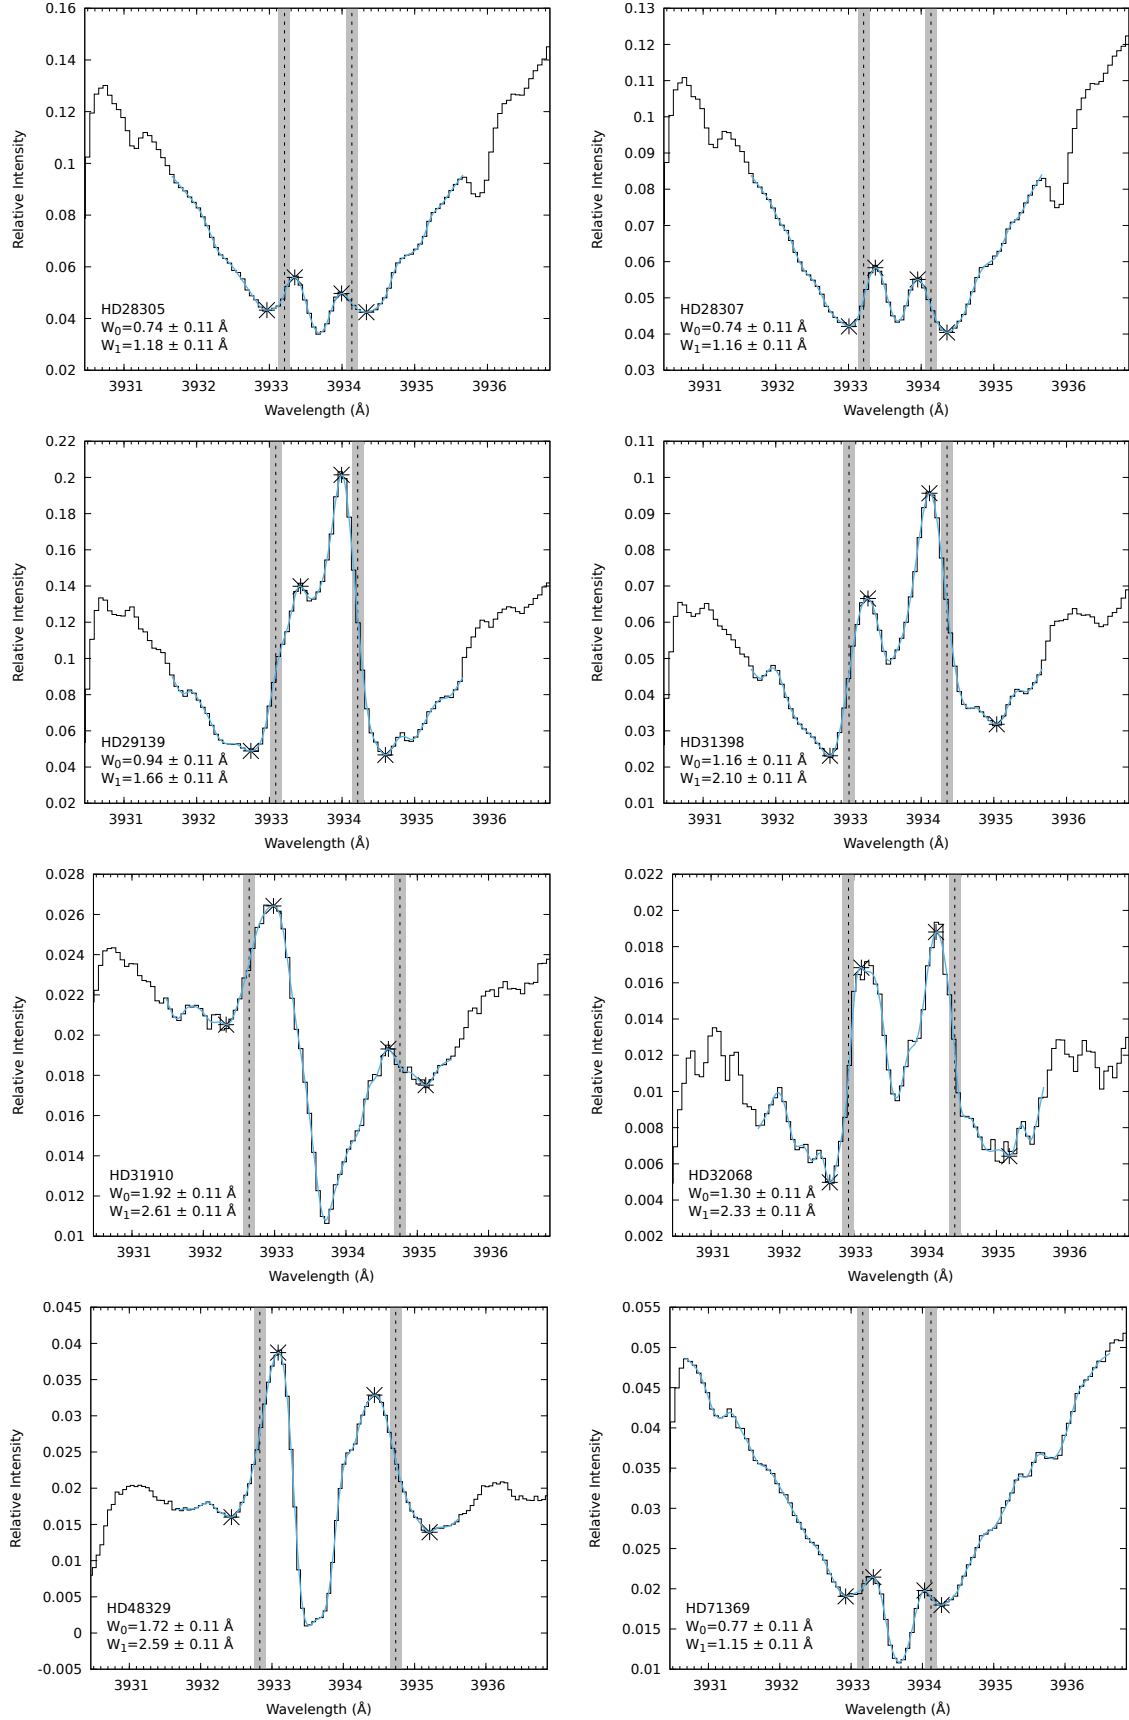 0.16
0.14
0.12
0.1
0.08
0.06
0.04
0.02
Relative Intensity
HD28305
W0=0.74 ± 0.11 Å
W1=1.18 ± 0.11 Å
3931 3932 3933 3934 3935 3936
Wavelength (Å)
0.13
0.12
0.11
0.1
0.09
0.08
0.07
0.06
0.05
0.04
0.03
Relative Intensity
HD28307
W0=0.74 ± 0.11 Å
W1=1.16 ± 0.11 Å
3931 3932 3933 3934 3935 3936
Wavelength (Å)
0.22
0.2
0.18
0.16
0.14
0.12
0.1
0.08
0.06
0.04
0.02
Relative Intensity
HD29139
W0=0.94 ± 0.11 Å
W1=1.66 ± 0.11 Å
3931 3932 3933 3934 3935 3936
Wavelength (Å)
0.11
0.1
0.09
0.08
0.07
0.06
0.05
0.04
0.03
0.02
0.01
Relative Intensity
HD31398
W0=1.16 ± 0.11 Å
W1=2.10 ± 0.11 Å
3931 3932 3933 3934 3935 3936
Wavelength (Å)
0.028
0.026
0.024
0.022
0.02
0.018
0.016
0.014
0.012
0.01
Relative Intensity
HD31910
W0=1.92 ± 0.11 Å
W1=2.61 ± 0.11 Å
3931 3932 3933 3934 3935 3936
Wavelength (Å)
0.022
0.02
0.018
0.016
0.014
0.012
0.01
0.008
0.006
0.004
0.002
Relative Intensity
HD32068
W0=1.30 ± 0.11 Å
W1=2.33 ± 0.11 Å
3931 3932 3933 3934 3935 3936
Wavelength (Å)
0.045
0.04
0.035
0.03
0.025
0.02
0.015
0.01
0.005
0
-0.005
Relative Intensity
HD48329
W0=1.72 ± 0.11 Å
W1=2.59 ± 0.11 Å
3931 3932 3933 3934 3935 3936
Wavelength (Å)
0.055
0.05
0.045
0.04
0.035
0.03
0.025
0.02
0.015
0.01
Relative Intensity
HD71369
W0=0.77 ± 0.11 Å
W1=1.15 ± 0.11 Å
3931 3932 3933 3934 3935 3936
Wavelength (Å)